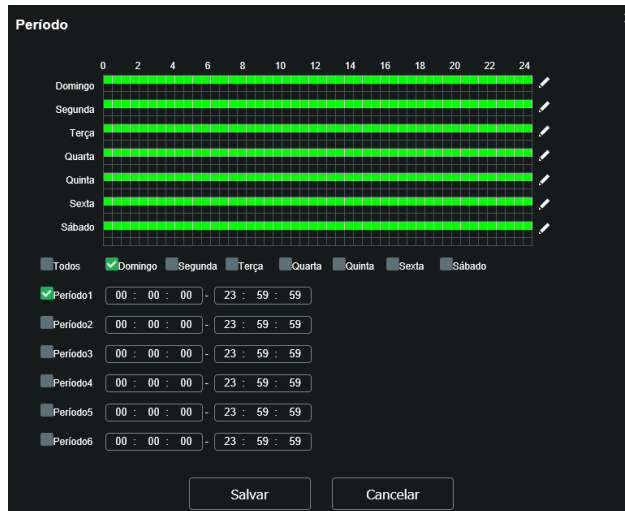 Período
0 2 4 6 8 10 12 14 16 18 20 22 24
Domingo
Segunda
Terça
Quarta
Quinta
Sexta
Sábado
Todos Domingo Segunda Terça Quarta Quinta Sexta Sábado
Período1 00 : 00 : 00 - 23 : 59 : 59
Período2 00 : 00 : 00 - 23 : 59 : 59
Período3 00 : 00 : 00 - 23 : 59 : 59
Período4 00 : 00 : 00 - 23 : 59 : 59
Período5 00 : 00 : 00 - 23 : 59 : 59
Período6 00 : 00 : 00 - 23 : 59 : 59
Salvar Cancelar